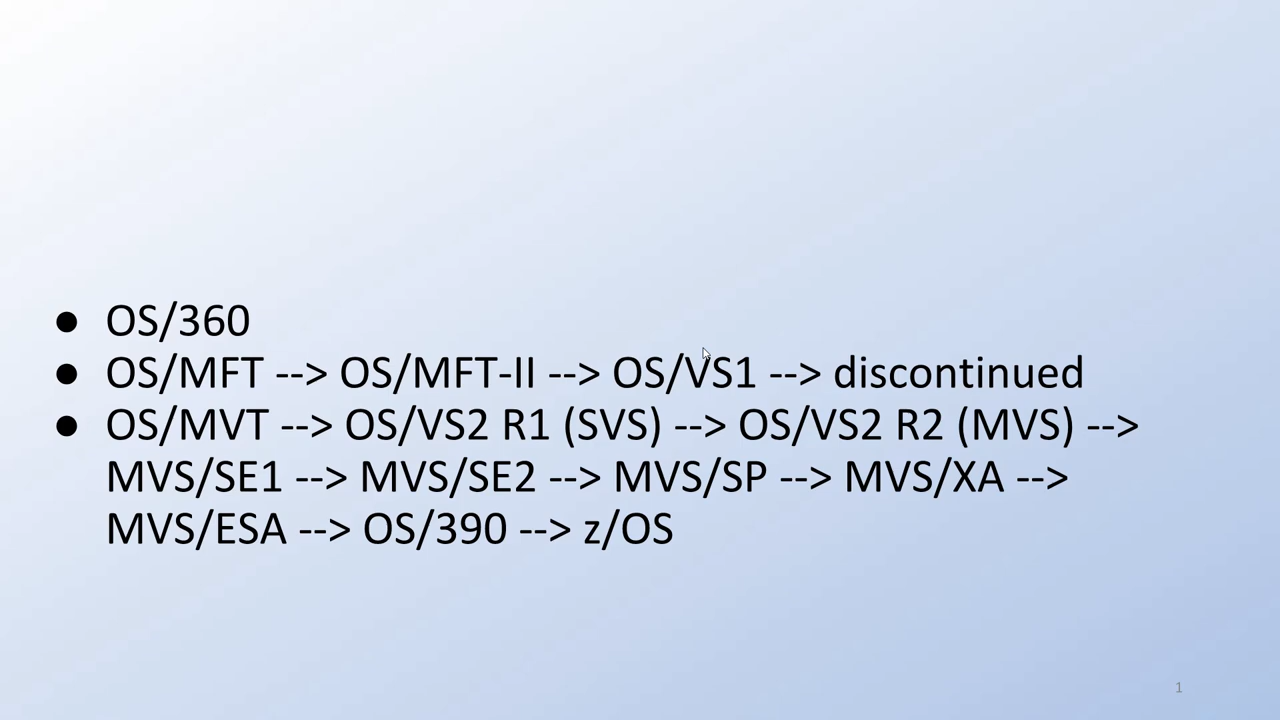 ● OS/360
● OS/MFT --> OS/MFT-II --> OS/VS1 --> discontinued
● OS/MVT --> OS/VS2 R1 (SVS) --> OS/VS2 R2 (MVS) -->
MVS/SE1 --> MVS/SE2 --> MVS/SP --> MVS/XA -->
MVS/ESA --> OS/390 --> z/OS
1